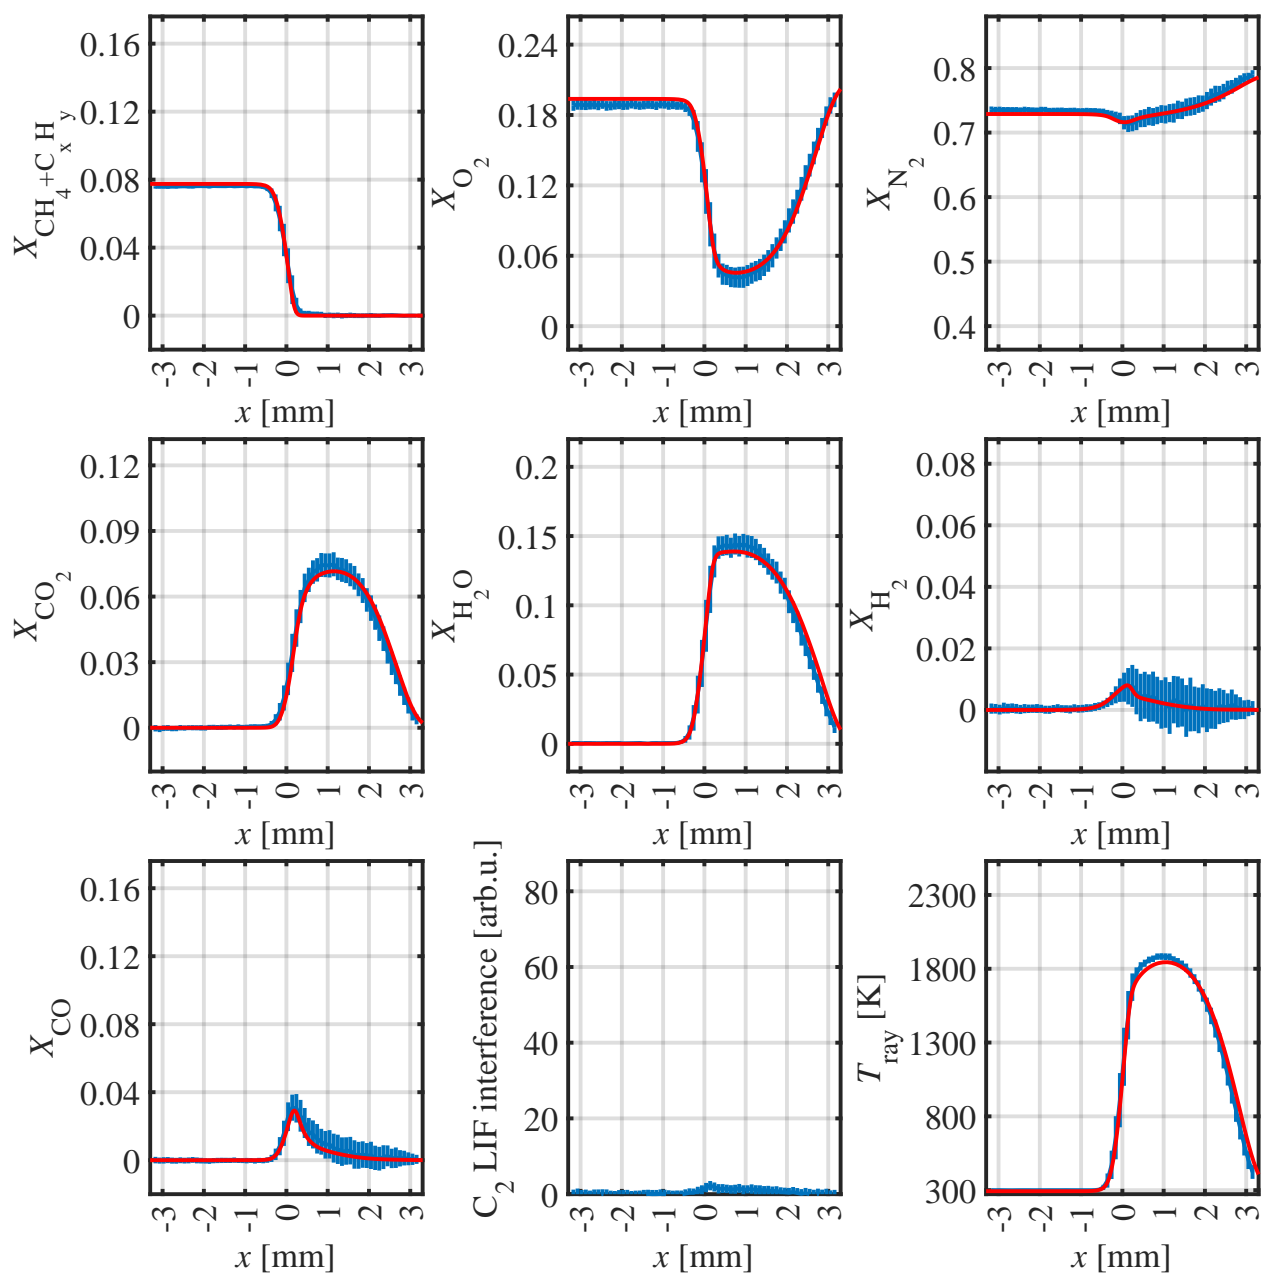 X_CH4+CxHy
0.16
0.12
0.08
0.04
0
-3 -2 -1 0 1 2 3
x [mm]
X_O2
0.24
0.18
0.12
0.06
0
-3 -2 -1 0 1 2 3
x [mm]
X_N2
0.8
0.7
0.6
0.5
0.4
-3 -2 -1 0 1 2 3
x [mm]
X_CO2
0.12
0.09
0.06
0.03
0
-3 -2 -1 0 1 2 3
x [mm]
X_H2O
0.2
0.15
0.1
0.05
0
-3 -2 -1 0 1 2 3
x [mm]
X_H2
0.08
0.06
0.04
0.02
0
-3 -2 -1 0 1 2 3
x [mm]
X_CO
0.16
0.12
0.08
0.04
0
-3 -2 -1 0 1 2 3
x [mm]
C2 LIF interference [arb.u.]
80
60
40
20
0
-3 -2 -1 0 1 2 3
x [mm]
T_ray [K]
2300
1800
1300
800
300
-3 -2 -1 0 1 2 3
x [mm]